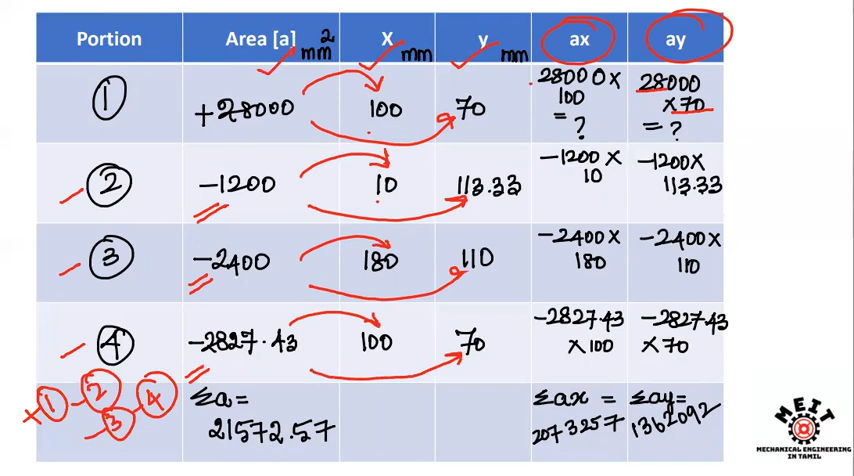 Portion Area [a] mm² X mm y mm ax ay
① +28000 100 70 28000 × 100 = ? 28000 × 70 = ?
② -1200 10 113.33 -1200 × 10 -1200 × 113.33
③ -2400 180 110 -2400 × 180 -2400 × 110
④ -2827.43 100 70 -2827.43 × 100 -2827.43 × 70
+① -② -③ -④ Σa = 21572.57 Σax = 2073257 Σay = 1362092
MEIT
MECHANICAL ENGINEERING
IN TAMIL